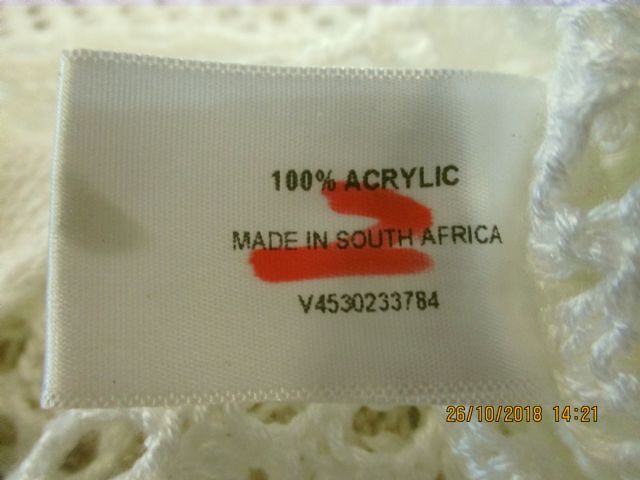 100% ACRYLIC
MADE IN SOUTH AFRICA
V4530233784
26/10/2018 14:21